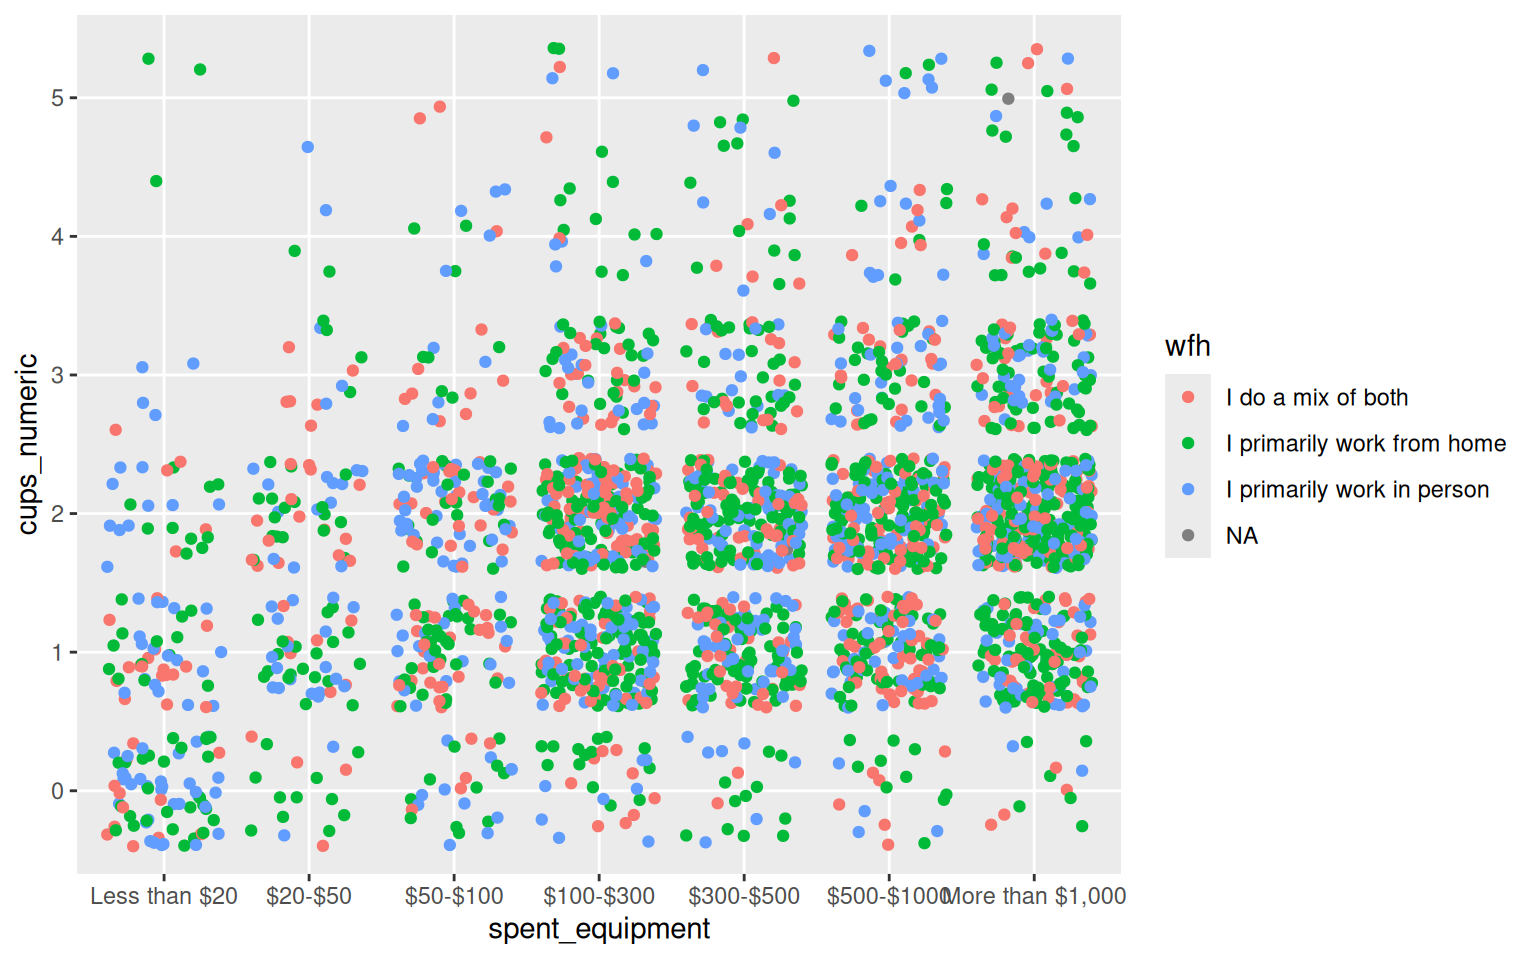 5
4
3
2
1
0
cups_numeric
Less than $20
$20-$50
$50-$100
$100-$300
$300-$500
$500-$1000
More than $1,000
spent_equipment
wfh
I do a mix of both
I primarily work from home
I primarily work in person
NA